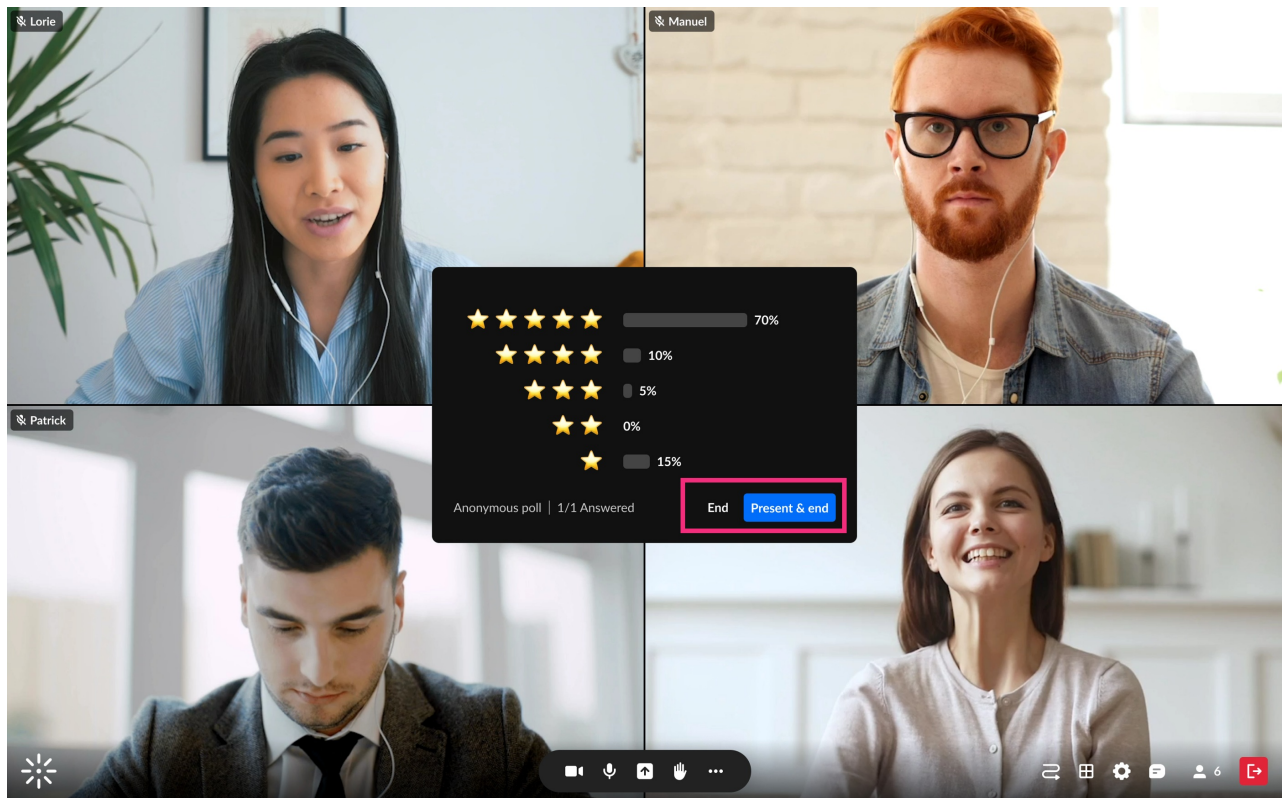 Lorie
Manuel
70%
10%
5%
0%
15%
Patrick
Anonymous poll | 1/1 Answered
End
Present & end
6